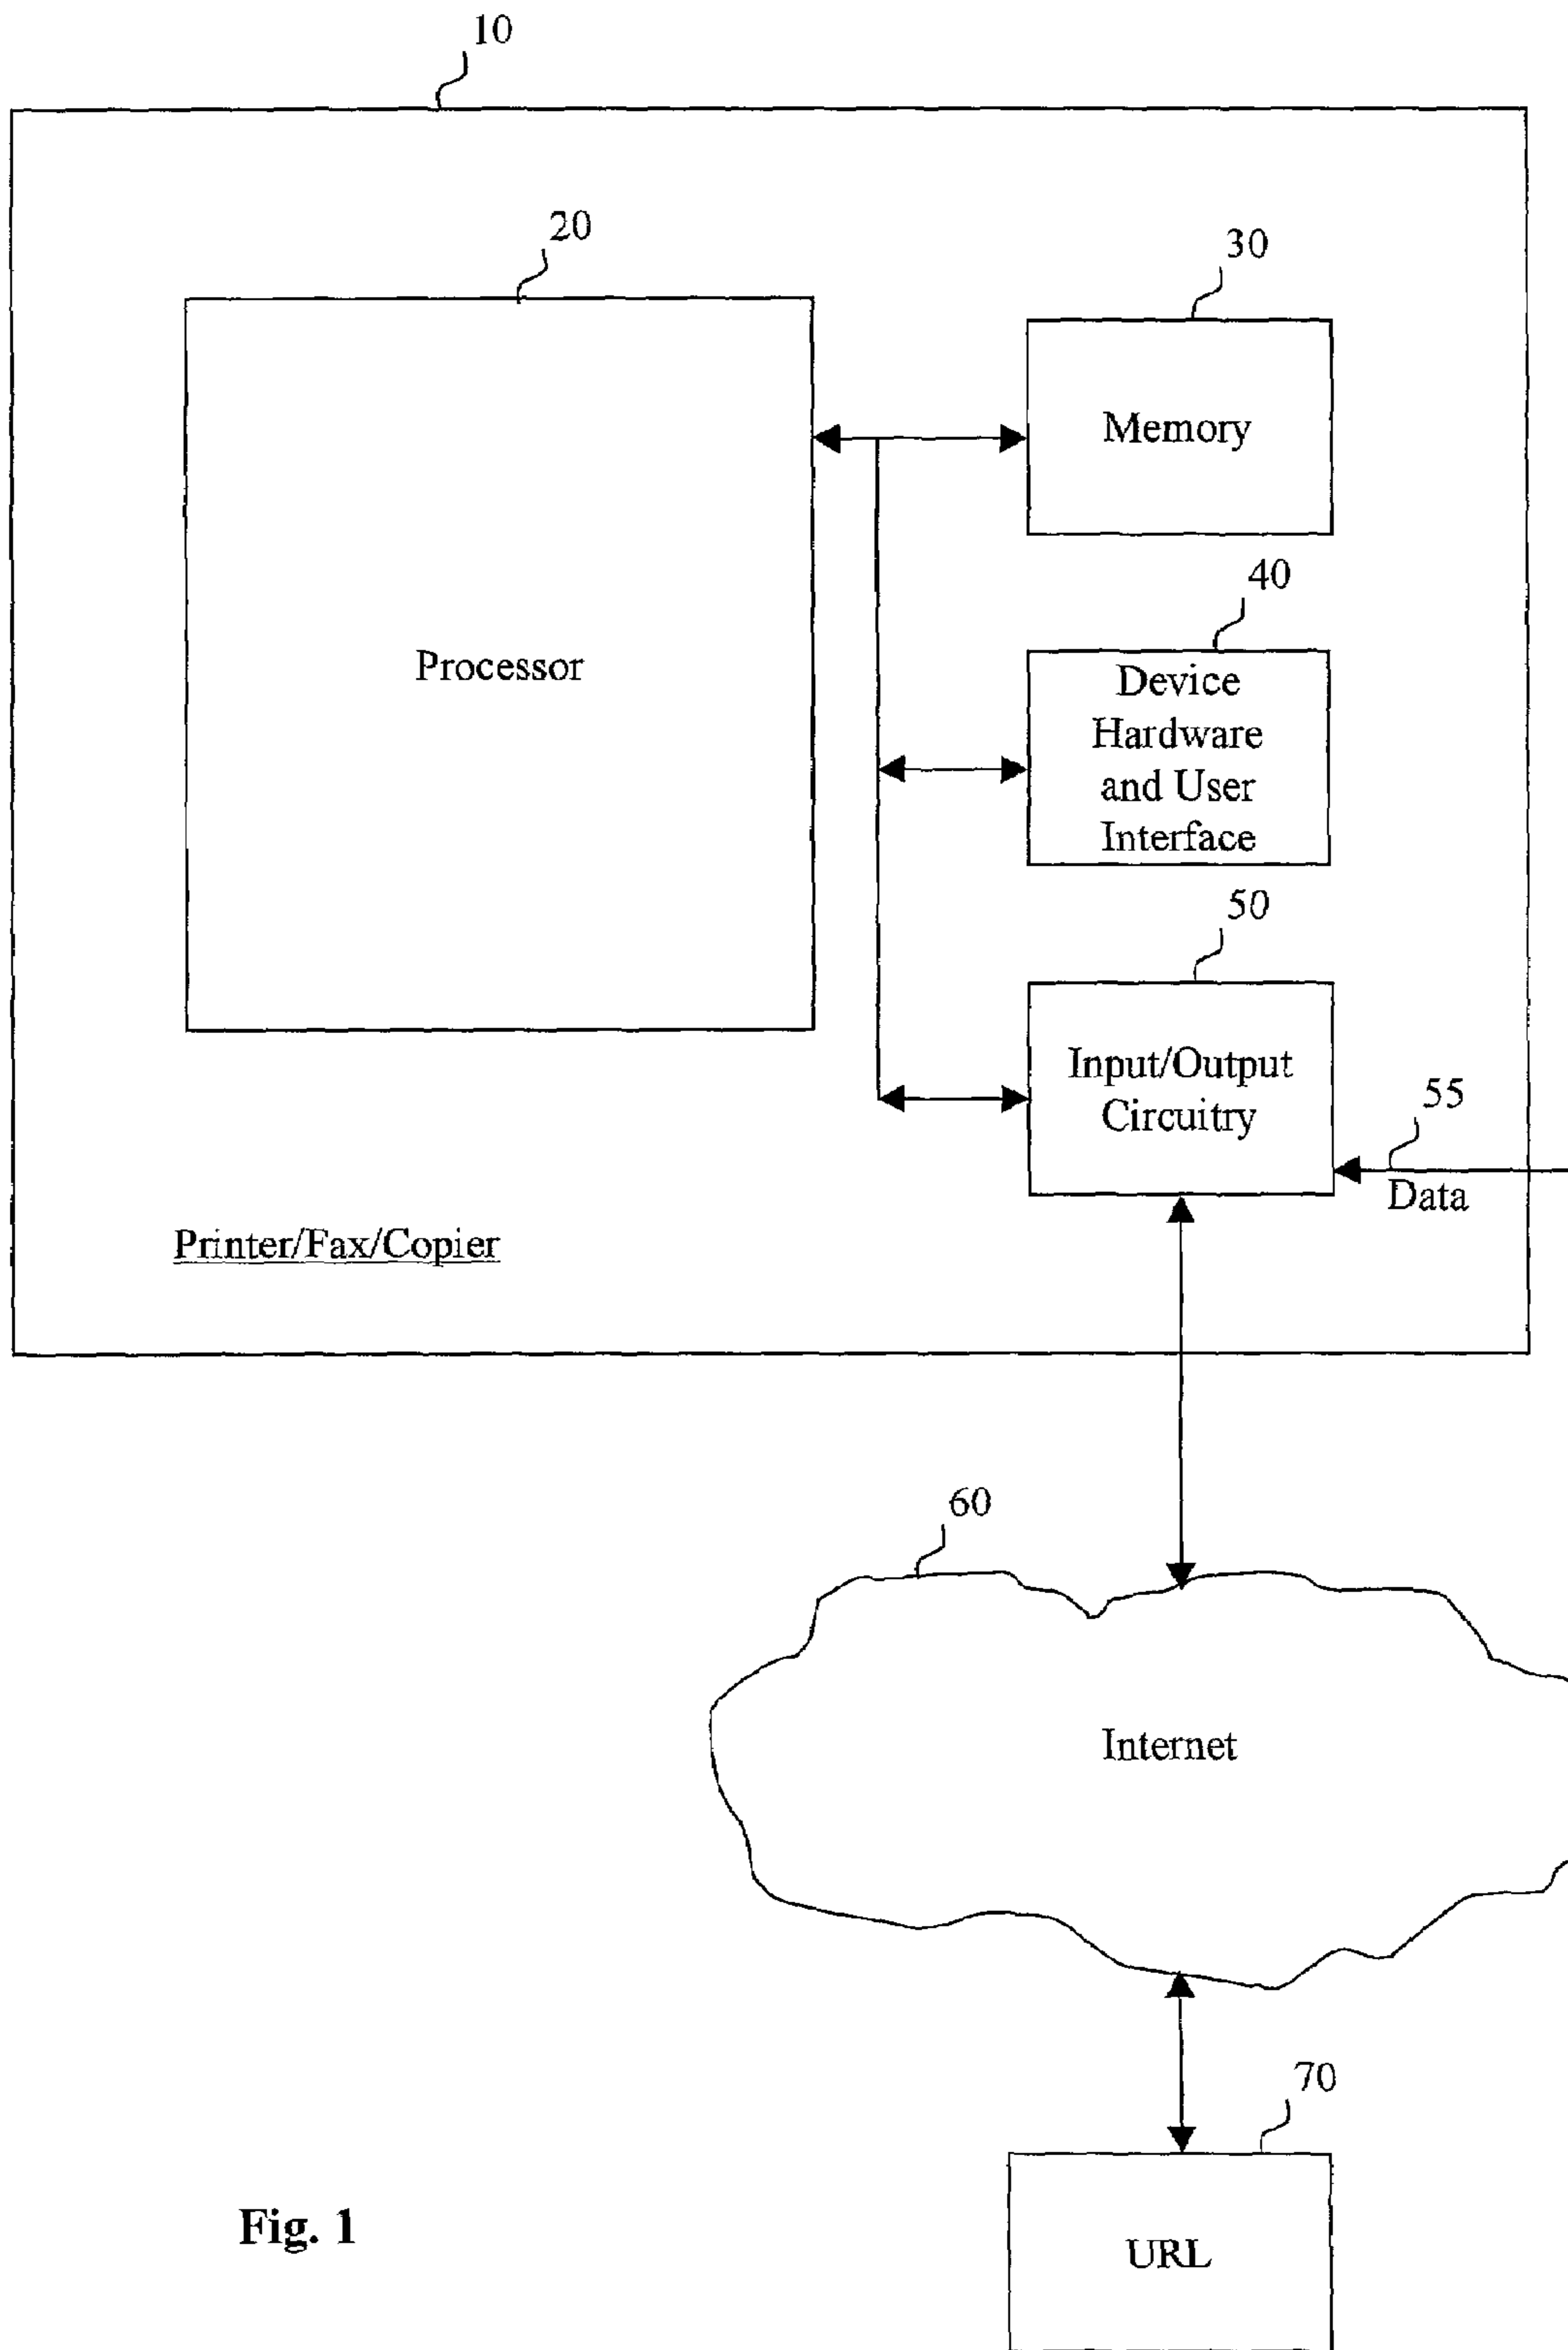 10
20
30
Memory
Processor
40
Device
Hardware
and User
Interface
50
Input/Output
Circuitry
55
Data
Printer/Fax/Copier
60
Internet
70
URL
Fig. 1